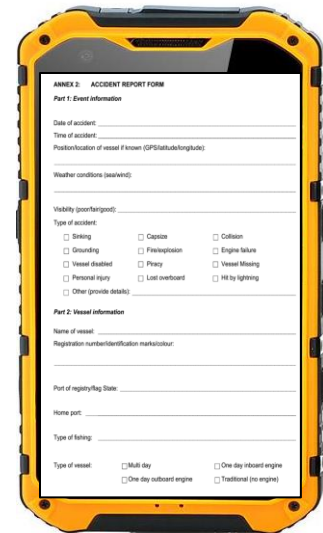 ANNEX 2: ACCIDENT REPORT FORM
Part 1: Event information
Date of accident:
Time of accident:
Position/location of vessel if known (GPS/latitude/longitude):
Weather conditions (sea/wind):
Visibility (poor/fair/good):
Type of accident:
Sinking Capsize Collision
Grounding Fire/explosion Engine failure
Vessel disabled Piracy Vessel Missing
Personal injury Lost overboard Hit by lightning
Other (provide details):
Part 2: Vessel information
Name of vessel:
Registration number/identification marks/colour:
Port of registry/flag State:
Home port:
Type of fishing:
Type of vessel: Multi day One day inboard engine
One day outboard engine Traditional (no engine)